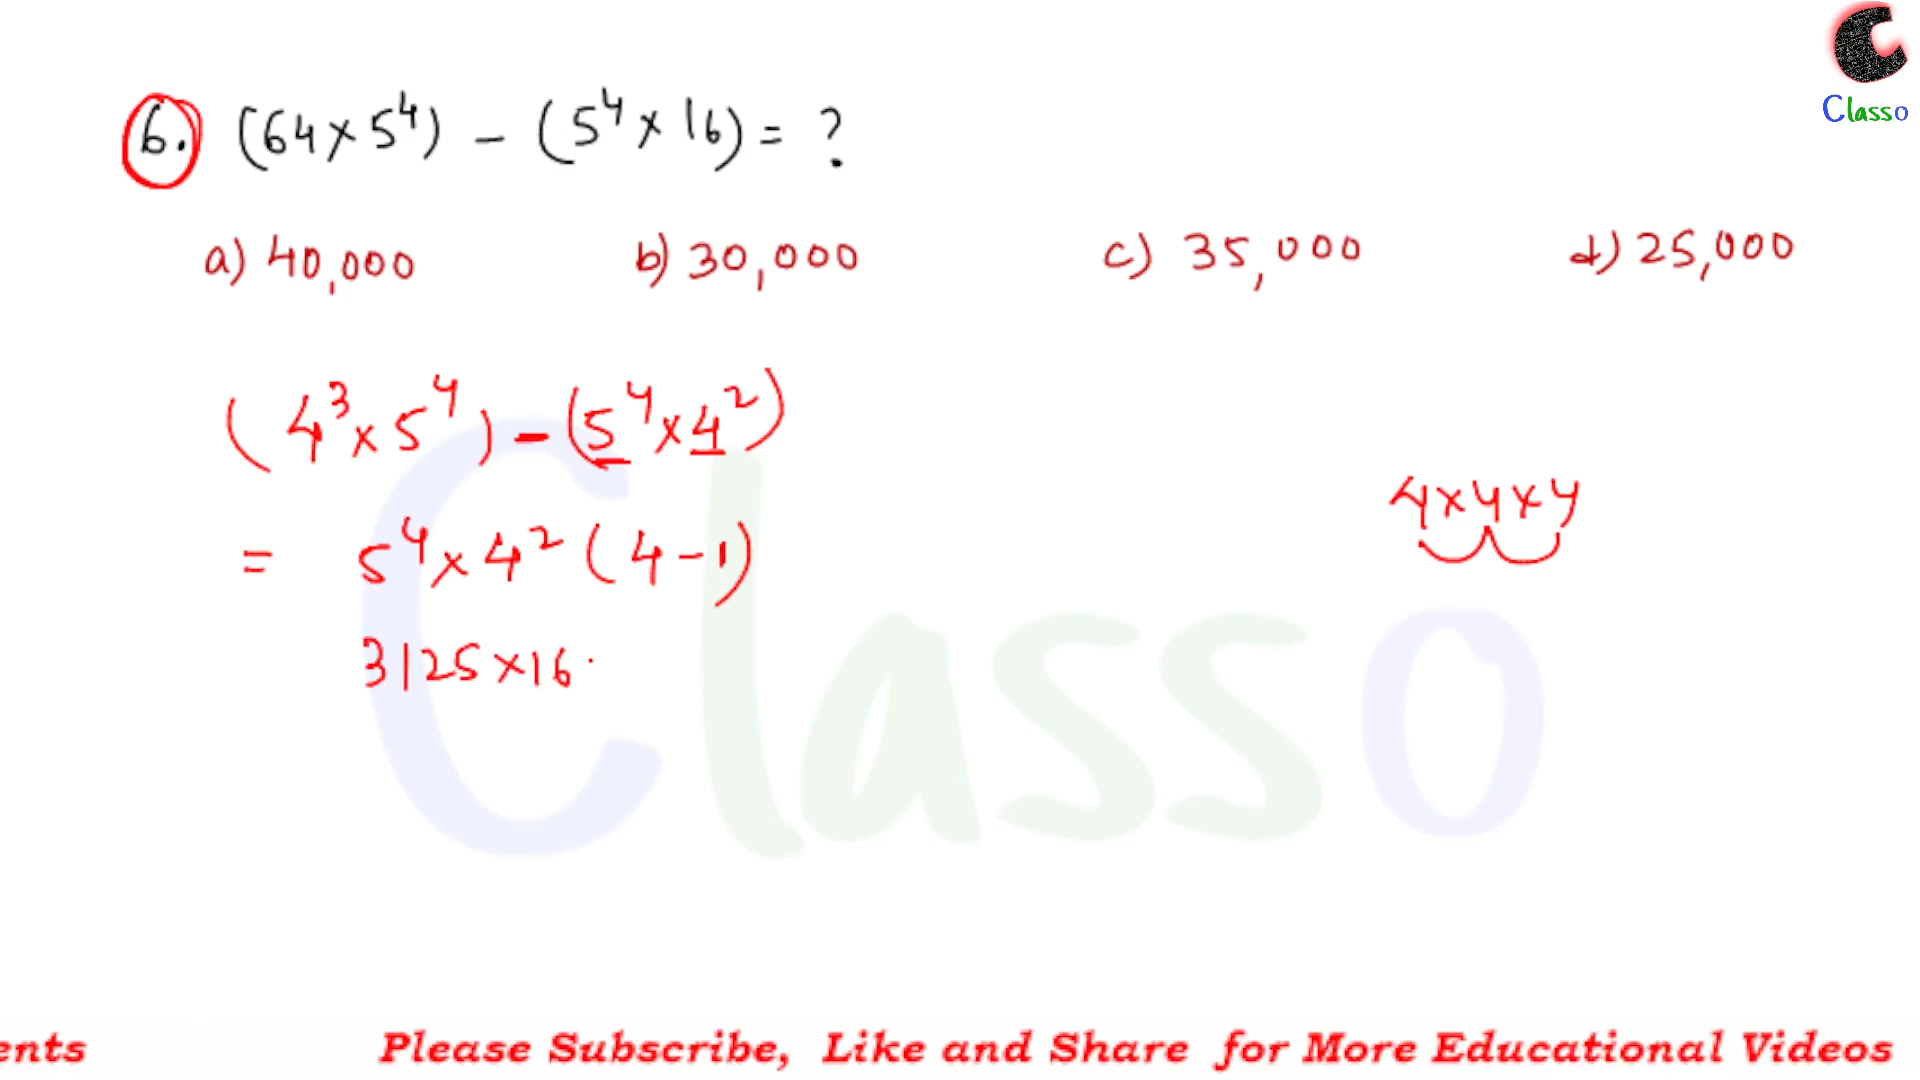 Classo
6. (64 × 5⁴) - (5⁴ × 16) = ?
a) 40,000 b) 30,000 c) 35,000 d) 25,000
(4³ × 5⁴) - (5⁴ × 4²)
4 × 4 × 4
= 5⁴ × 4² (4 - 1)
3125 × 16 ·
Classo
ents Please Subscribe, Like and Share for More Educational Videos